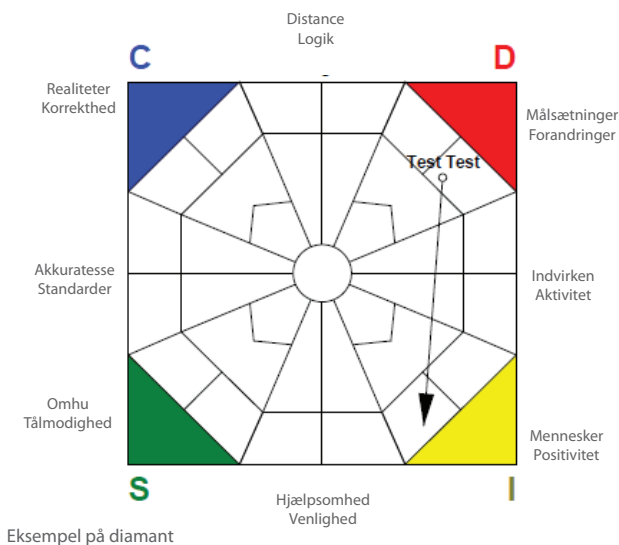 Distance
Logik
C
D
Realiteter
Korrekthed
Målsætninger
Forandringer
Test Test
Akkuratesse
Standarder
Indvirken
Aktivitet
Omhu
Tålmodighed
Mennesker
Positivitet
S
I
Hjælpsomhed
Venlighed
Eksempel på diamant